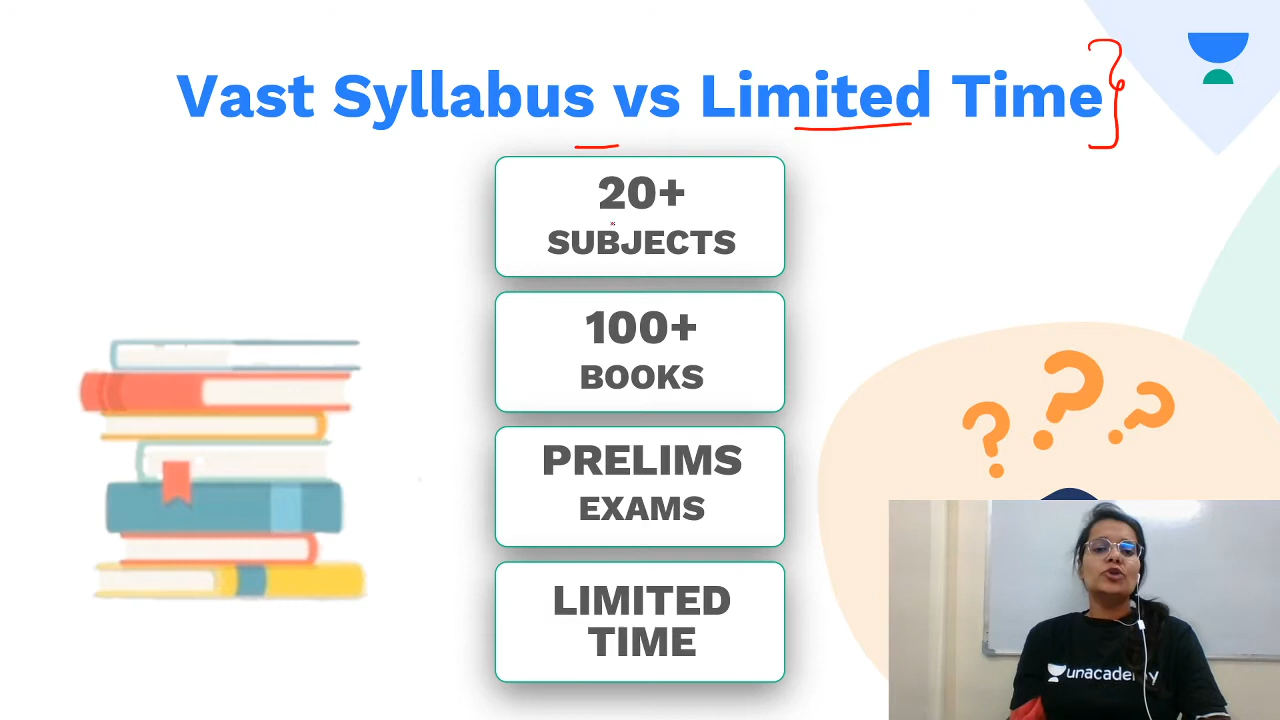 Vast Syllabus vs Limited Time
20+
SUBJECTS
100+
BOOKS
PRELIMS
EXAMS
LIMITED
TIME
unacademy